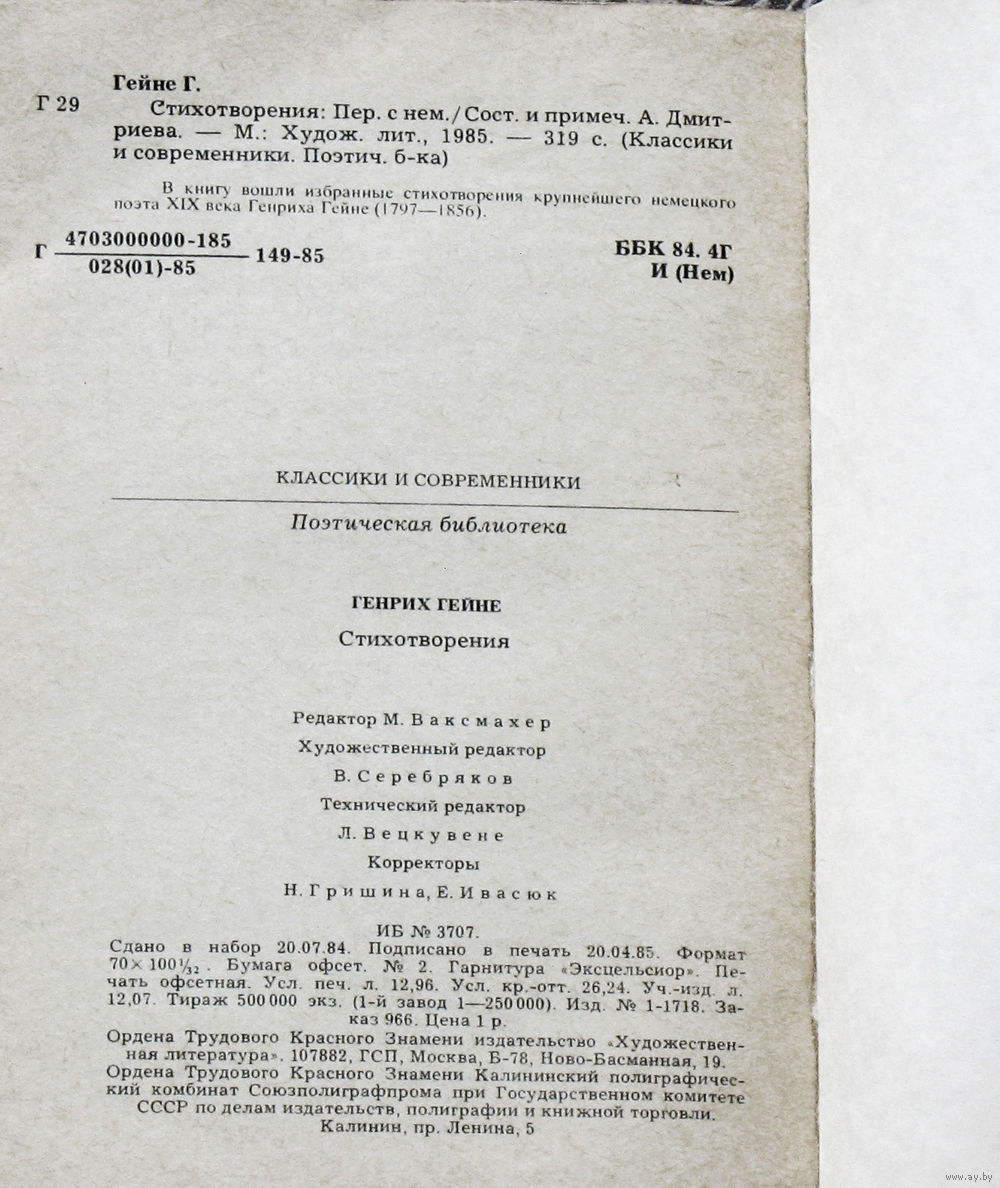 Гейне Г.
Г 29
Стихотворения: Пер. с нем./Сост. и примеч. А. Дмит-
риева. — М.: Худож. лит., 1985. — 319 с. (Классики
и современники. Поэтич. б-ка)
В книгу вошли избранные стихотворения крупнейшего немецкого
поэта XIX века Генриха Гейне (1797—1856).
Г 4703000000-185 149-85
028(01)-85
ББК 84. 4Г
И (Нем)
КЛАССИКИ И СОВРЕМЕННИКИ
Поэтическая библиотека
ГЕНРИХ ГЕЙНЕ
Стихотворения
Редактор М. Ваксмахер
Художественный редактор
В. Серебряков
Технический редактор
Л. Вецкувене
Корректоры
Н. Гришина, Е. Ивасюк
ИБ № 3707.
Сдано в набор 20.07.84. Подписано в печать 20.04.85. Формат
70×100 1/32. Бумага офсет. № 2. Гарнитура «Эксцельсиор». Пе-
чать офсетная. Усл. печ. л. 12,96. Усл. кр.-отт. 26,24. Уч.-изд. л.
12,07. Тираж 500 000 экз. (1-й завод 1—250000). Изд. № 1-1718. За-
каз 966. Цена 1 р.
Ордена Трудового Красного Знамени издательство «Художествен-
ная литература». 107882, ГСП, Москва, Б-78, Ново-Басманная, 19.
Ордена Трудового Красного Знамени Калининский полиграфичес-
кий комбинат Союзполиграфпрома при Государственном комитете
СССР по делам издательств, полиграфии и книжной торговли.
Калинин, пр. Ленина, 5
www.ay.by